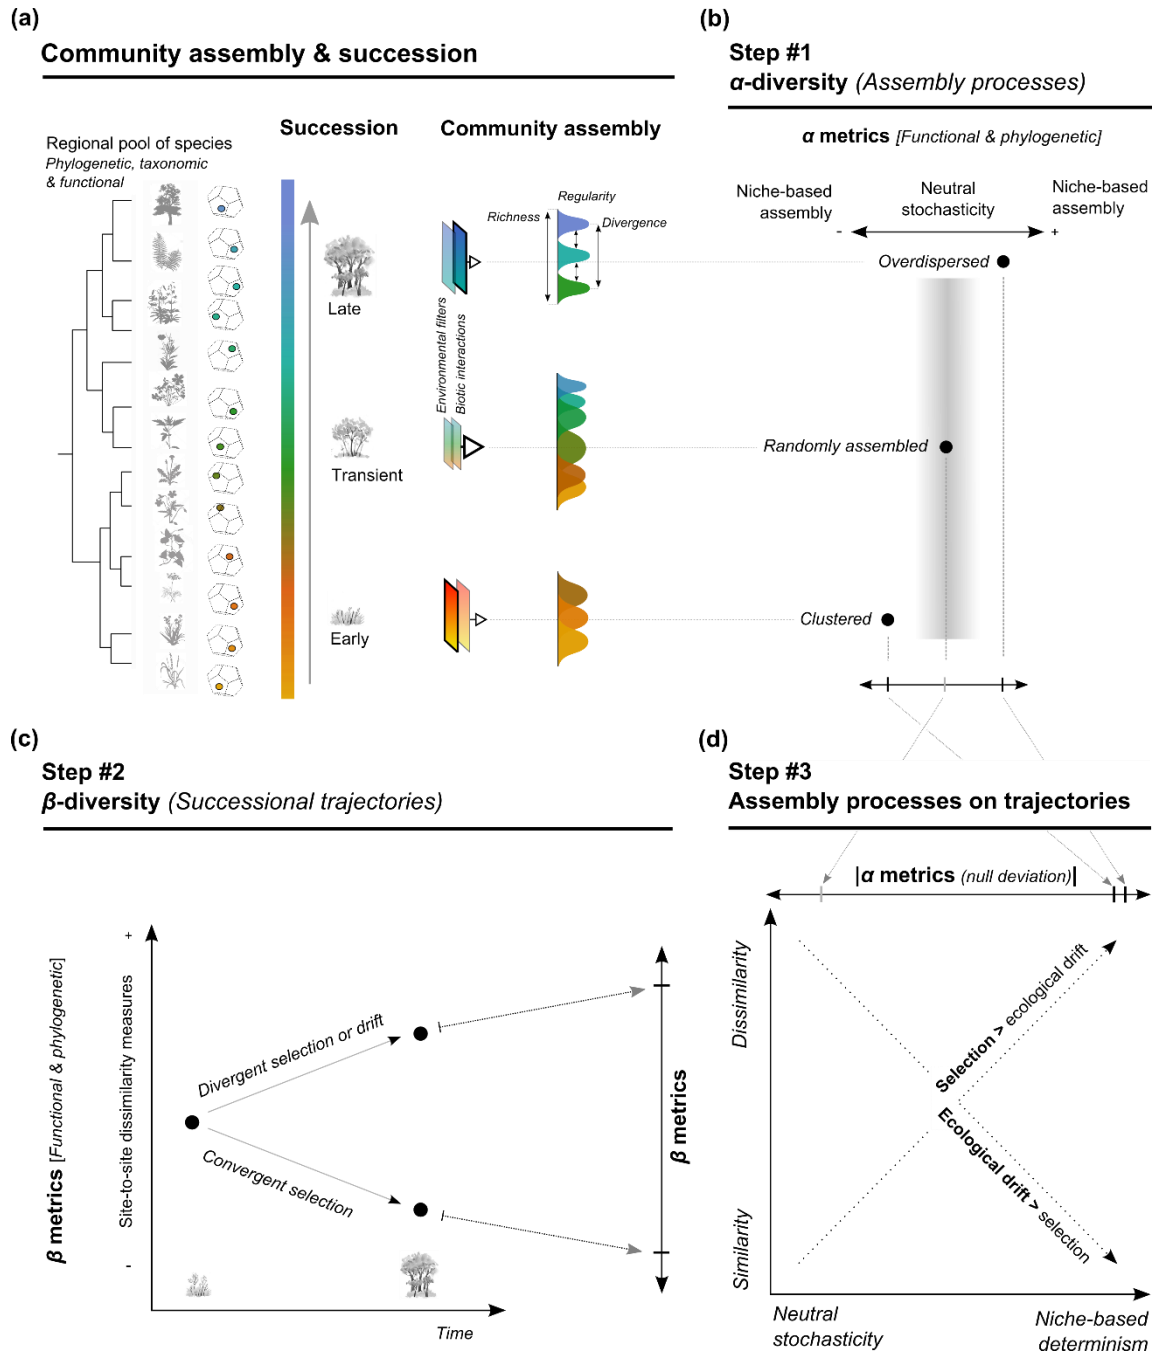 (a)
Community assembly & succession
Regional pool of species
Phylogenetic, taxonomic
& functional
Succession
Late
Transient
Early
Community assembly
Regularity
Richness
Divergence
Environmental filters
Biotic interactions
(b)
Step #1
α-diversity (Assembly processes)
α metrics [Functional & phylogenetic]
Niche-based
assembly
Neutral
stochasticity
Niche-based
assembly
-
+
Overdispersed
Randomly assembled
Clustered
(c)
Step #2
β-diversity (Successional trajectories)
β metrics [Functional & phylogenetic]
Site-to-site dissimilarity measures
+
-
Divergent selection or drift
Convergent selection
β metrics
Time
(d)
Step #3
Assembly processes on trajectories
|α metrics (null deviation)|
Dissimilarity
Similarity
Selection > ecological drift
Ecological drift > selection
Neutral
stochasticity
Niche-based
determinism